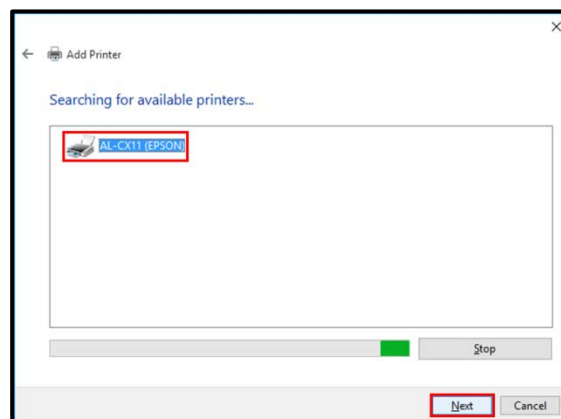 Add Printer
Searching for available printers...
AL-CX11 (EPSON)
Stop
Next Cancel